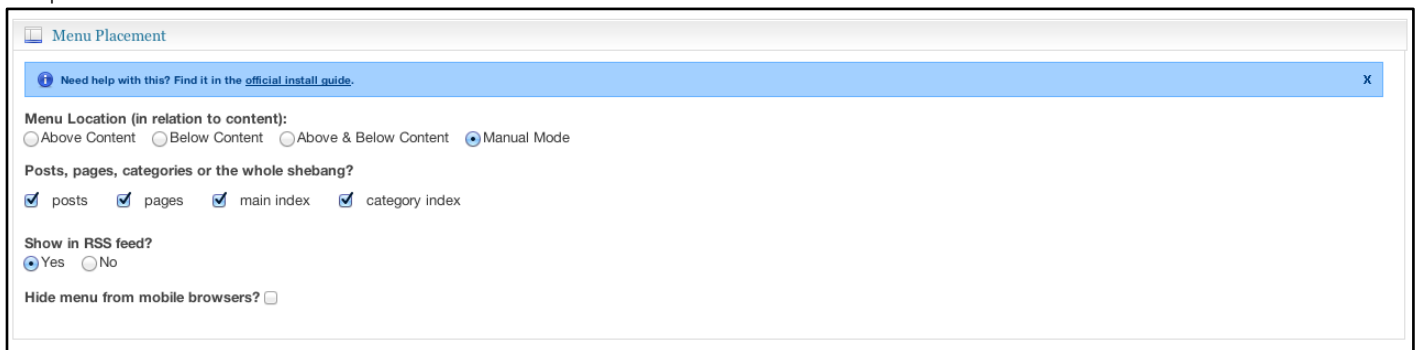 Menu Placement
Need help with this? Find it in the official install guide. X
Menu Location (in relation to content):
Above Content Below Content Above & Below Content Manual Mode
Posts, pages, categories or the whole shebang?
posts pages main index category index
Show in RSS feed?
Yes No
Hide menu from mobile browsers?